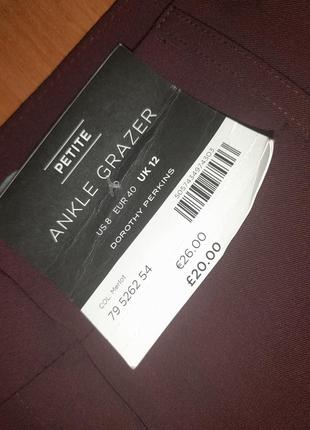 PETITE
ANKLE GRAZER
US 8 EUR 40 UK 12
DOROTHY PERKINS
COL: Merlot
79 5262 54
5057434974303
€26.00
£20.00